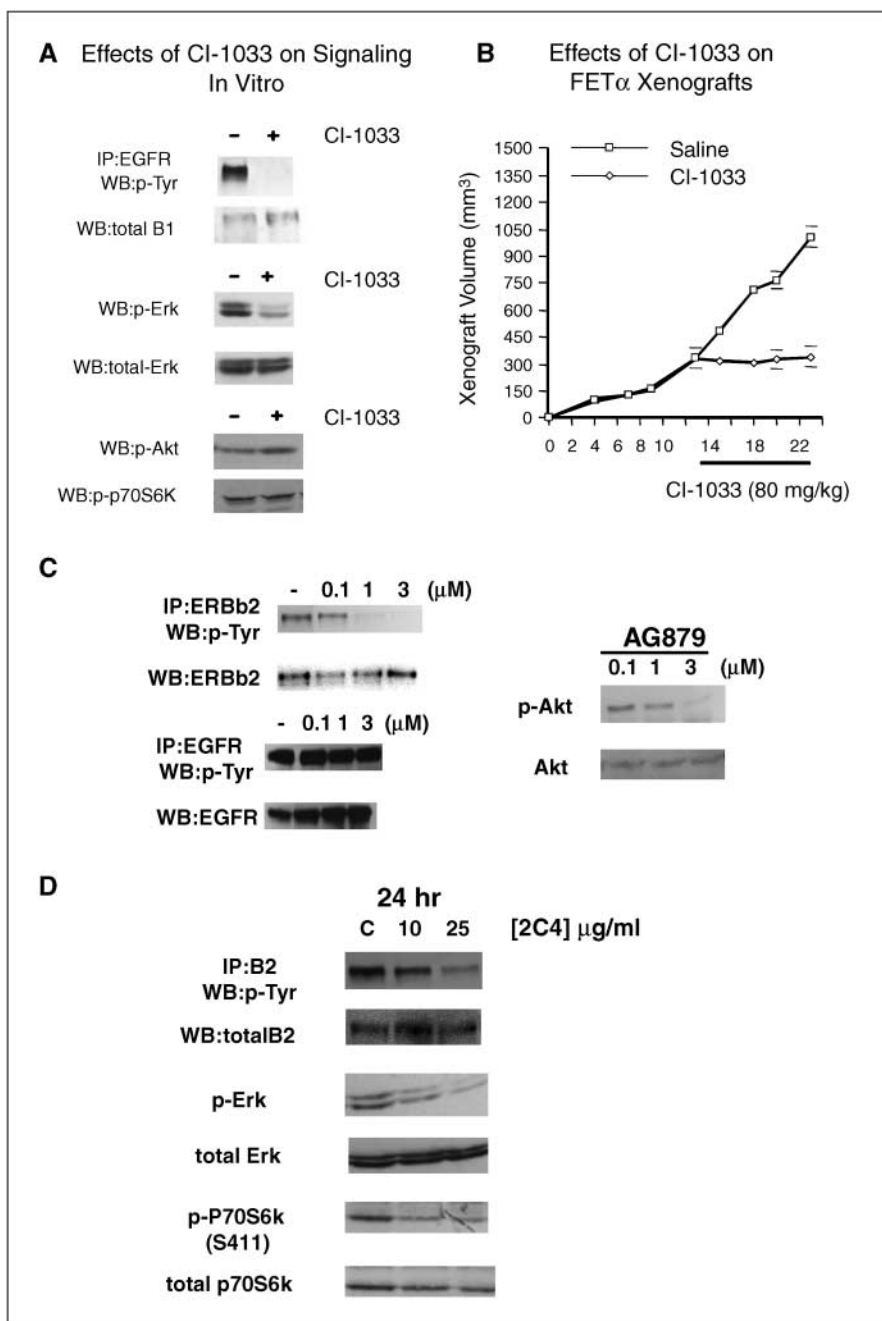 A Effects of CI-1033 on Signaling
In Vitro
- + CI-1033
IP:EGFR
WB:p-Tyr
WB:total B1
- + CI-1033
WB:p-Erk
WB:total-Erk
- + CI-1033
WB:p-Akt
WB:p-p70S6K
B Effects of CI-1033 on
FETα Xenografts
Xenograft Volume (mm³)
1500
1350
1200
1050
900
750
600
450
300
150
0
Saline
CI-1033
0 2 4 6 8 10 14 18 22
CI-1033 (80 mg/kg)
C
- 0.1 1 3 (μM)
IP:ERBb2
WB:p-Tyr
WB:ERBb2
- 0.1 1 3 (μM)
IP:EGFR
WB:p-Tyr
WB:EGFR
AG879
0.1 1 3 (μM)
p-Akt
Akt
D
24 hr
C 10 25 [2C4] μg/ml
IP:B2
WB:p-Tyr
WB:totalB2
p-Erk
total Erk
p-P70S6k
(S411)
total p70S6k